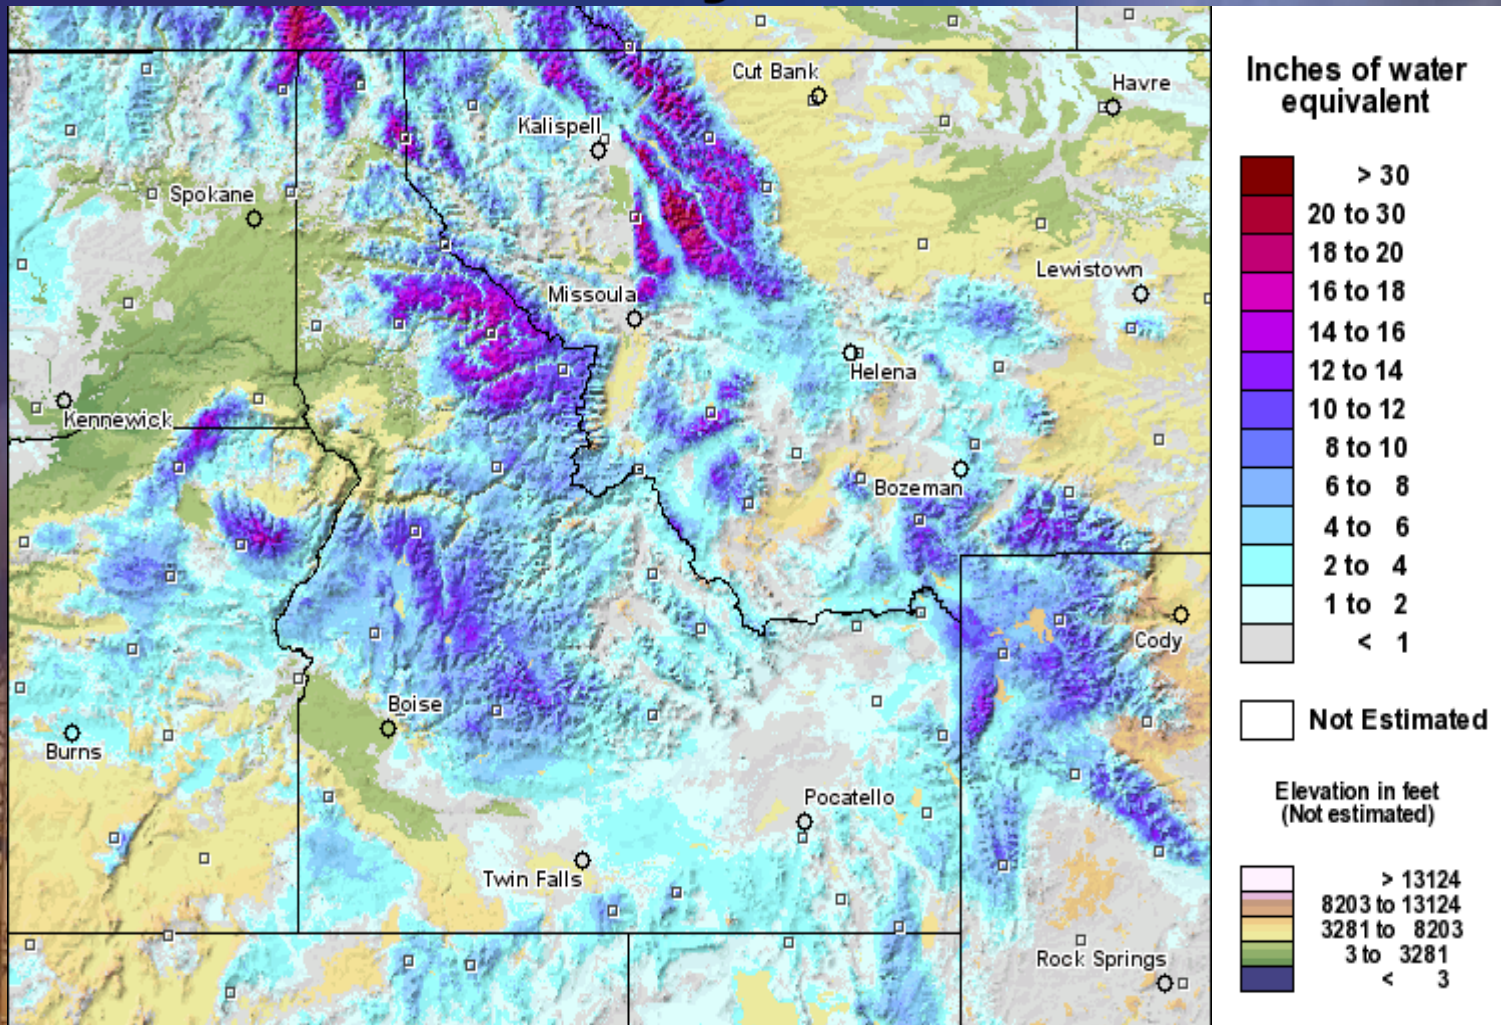 Cut Bank
Havre
Kalispell
Spokane
Lewistown
Missoula
Helena
Kennewick
Bozeman
Cody
Boise
Burns
Pocatello
Twin Falls
Rock Springs
Inches of water
equivalent
> 30
20 to 30
18 to 20
16 to 18
14 to 16
12 to 14
10 to 12
8 to 10
6 to 8
4 to 6
2 to 4
1 to 2
< 1
Not Estimated
Elevation in feet
(Not estimated)
> 13124
8203 to 13124
3281 to 8203
3 to 3281
< 3